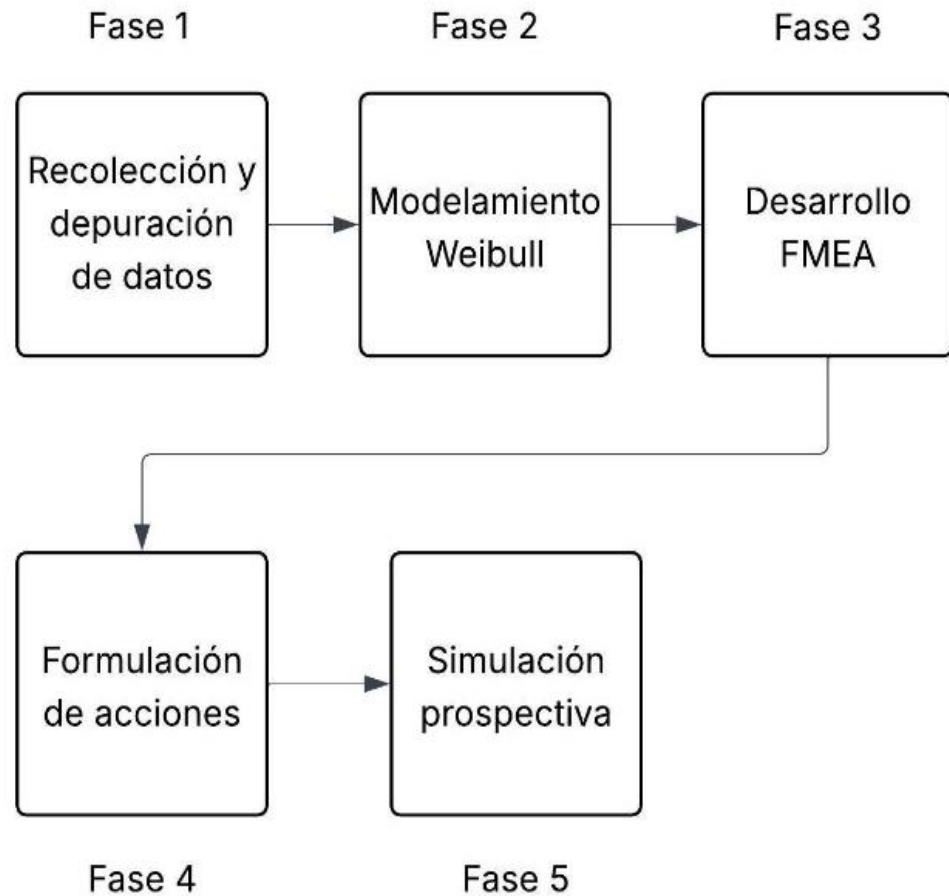 Fase 1
Fase 2
Fase 3
Recolección y
depuración
de datos
Modelamiento
Weibull
Desarrollo
FMEA
Formulación
de acciones
Simulación
prospectiva
Fase 4
Fase 5